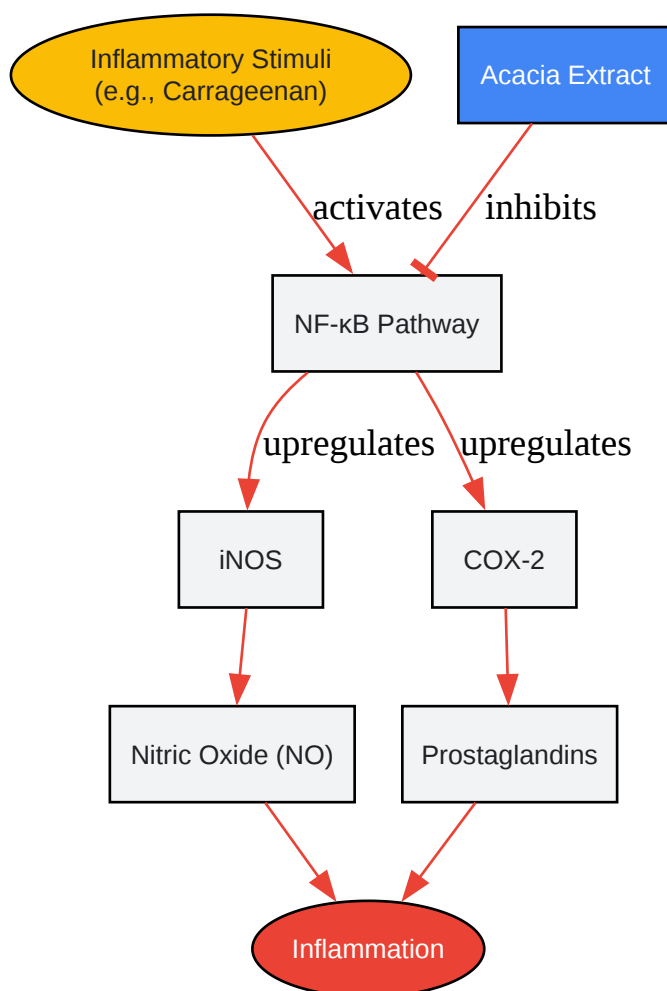 Inflammatory Stimuli
(e.g., Carrageenan)
Acacia Extract
activates
inhibits
NF-κB Pathway
upregulates
upregulates
iNOS
COX-2
Nitric Oxide (NO)
Prostaglandins
Inflammation